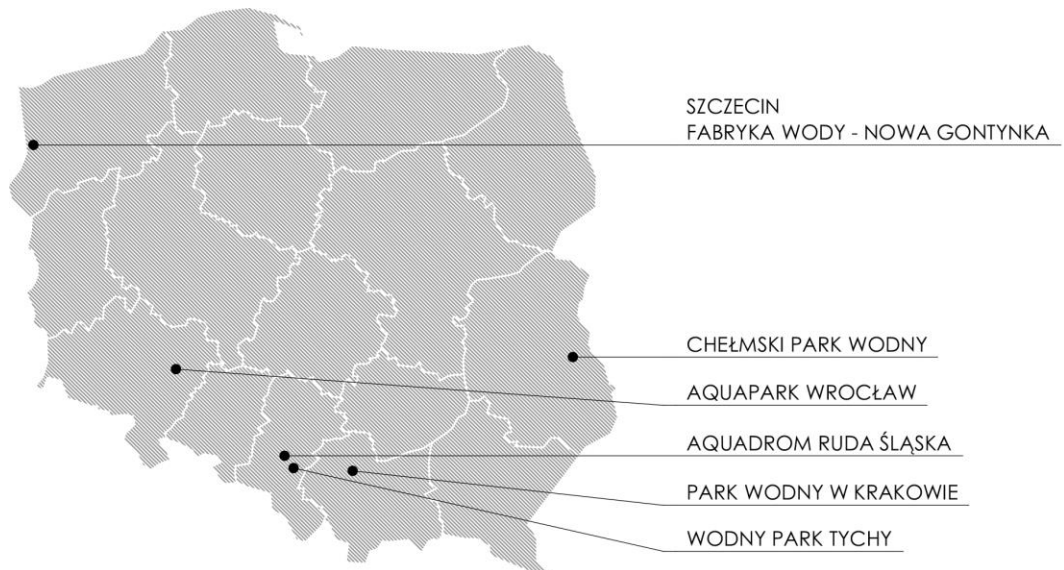 SZCZECIN
FABRYKA WODY - NOWA GONTYNKA
CHEŁMSKI PARK WODNY
AQUAPARK WROCŁAW
AQUADROM RUDA ŚLĄSKA
PARK WODNY W KRAKOWIE
WODNY PARK TYCHY